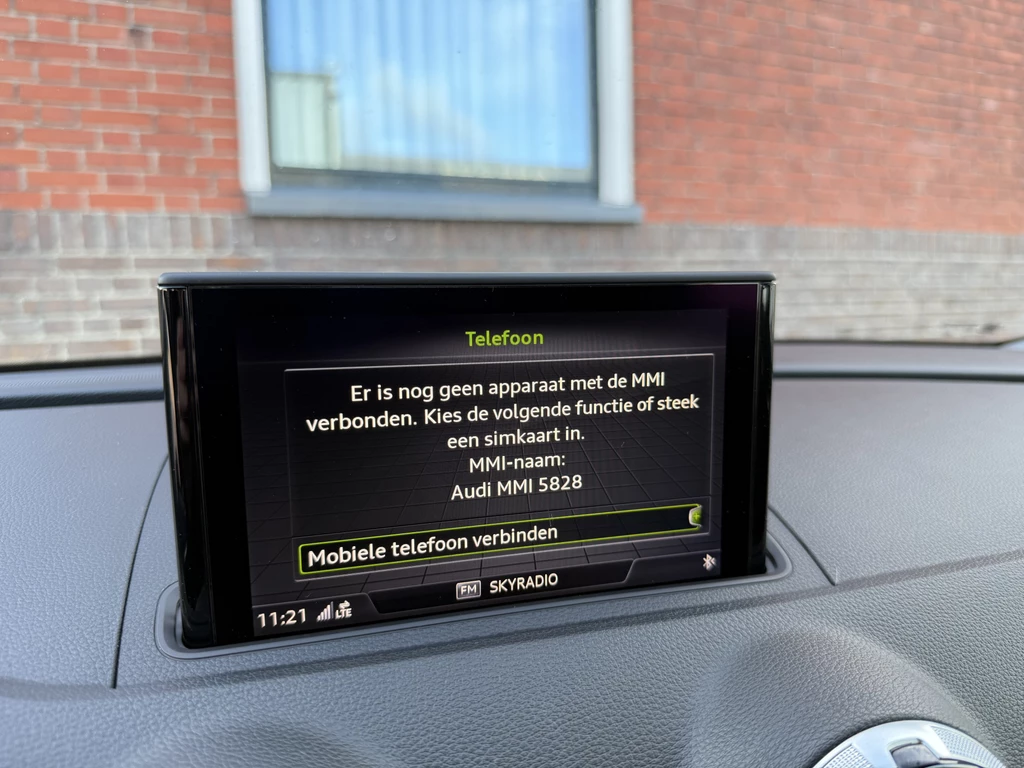 Telefoon
Er is nog geen apparaat met de MMI
verbonden. Kies de volgende functie of steek
een simkaart in.
MMI-naam:
Audi MMI 5828
Mobiele telefoon verbinden
FM SKYRADIO
11:21 LTE